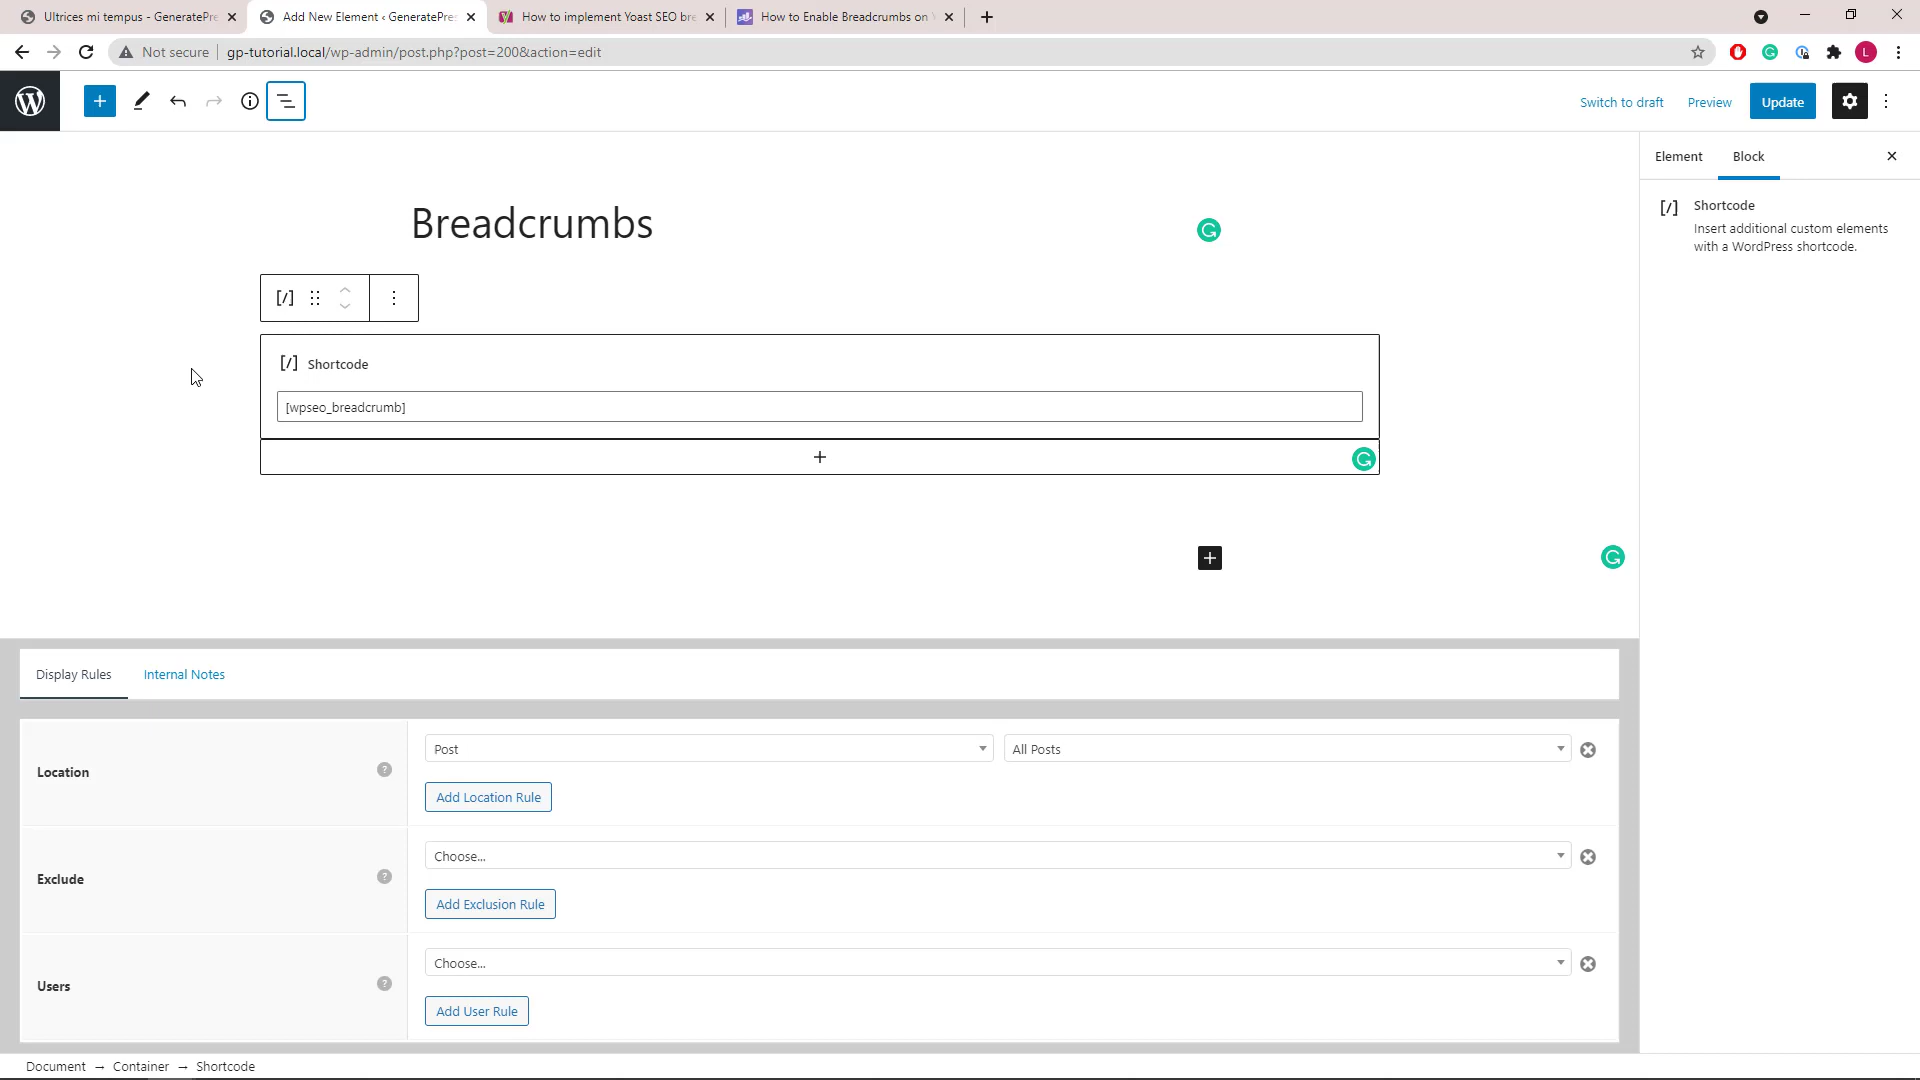 Ultrices mi tempus - GeneratePre
Add New Element ‹ GeneratePres
How to implement Yoast SEO bre
How to Enable Breadcrumbs on
Not secure
gp-tutorial.local/wp-admin/post.php?post=200&action=edit
L
Switch to draft
Preview
Update
Element
Block
Shortcode
Insert additional custom elements
with a WordPress shortcode.
Breadcrumbs
[/]
[/] Shortcode
[wpseo_breadcrumb]
Display Rules
Internal Notes
Location
Post
All Posts
Add Location Rule
Exclude
Choose...
Add Exclusion Rule
Users
Choose...
Add User Rule
Document → Container → Shortcode